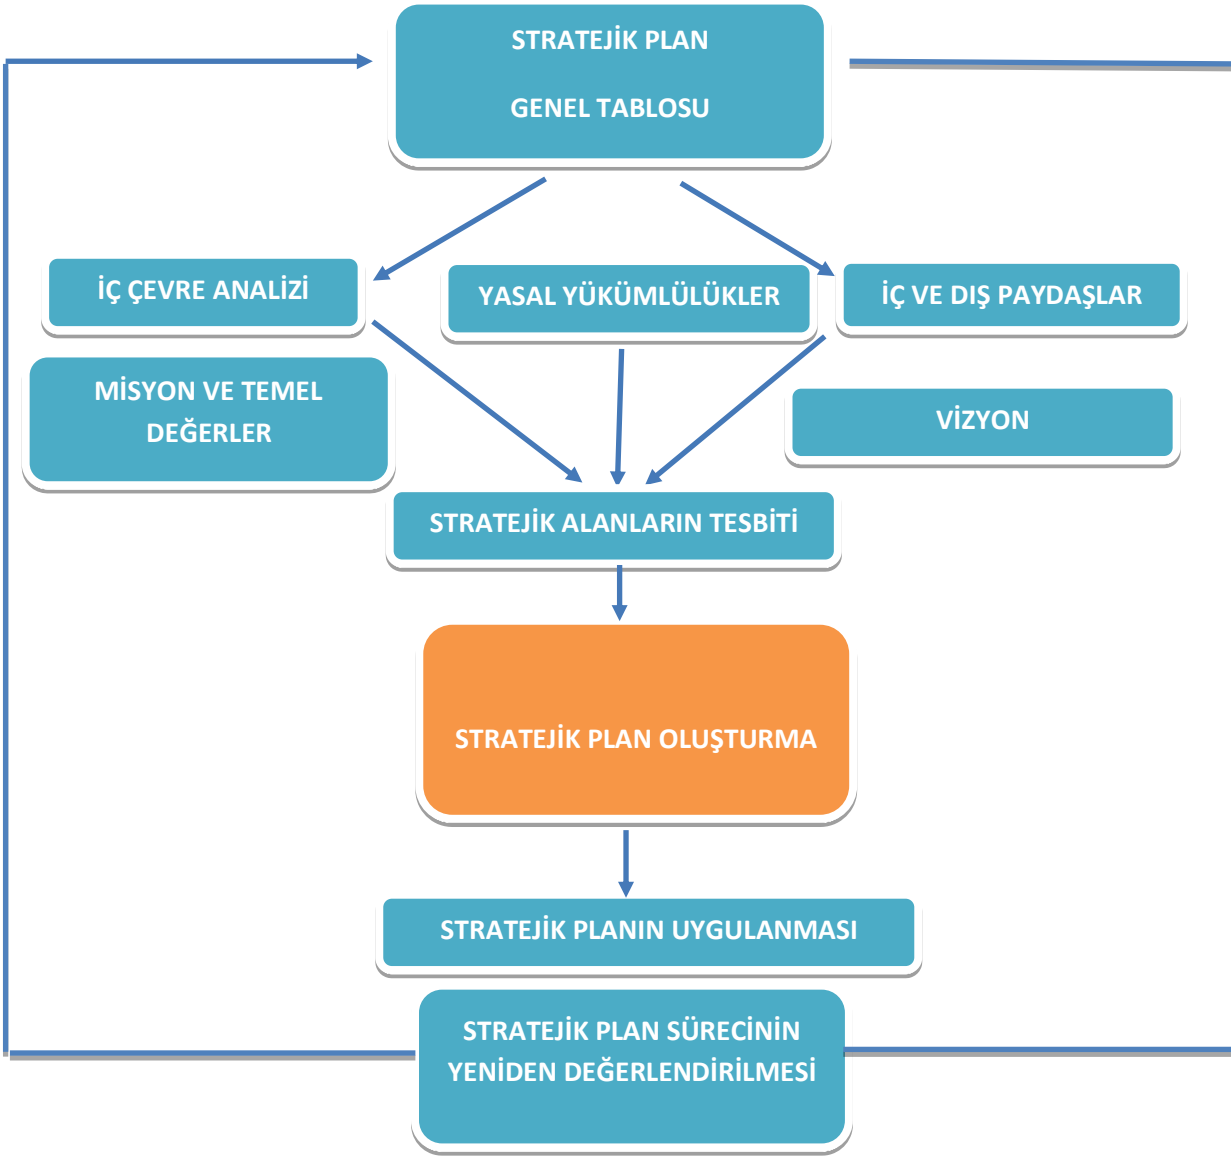 STRATEJİK PLAN
GENEL TABLOSU
İÇ ÇEVRE ANALİZİ
YASAL YÜKÜMLÜLÜKLER
İÇ VE DIŞ PAYDAŞLAR
MİSYON VE TEMEL
DEĞERLER
VİZYON
STRATEJİK ALANLARIN TESBİTİ
STRATEJİK PLAN OLUŞTURMA
STRATEJİK PLANIN UYGULANMASI
STRATEJİK PLAN SÜRECİNİN
YENİDEN DEĞERLENDİRİLMESİ